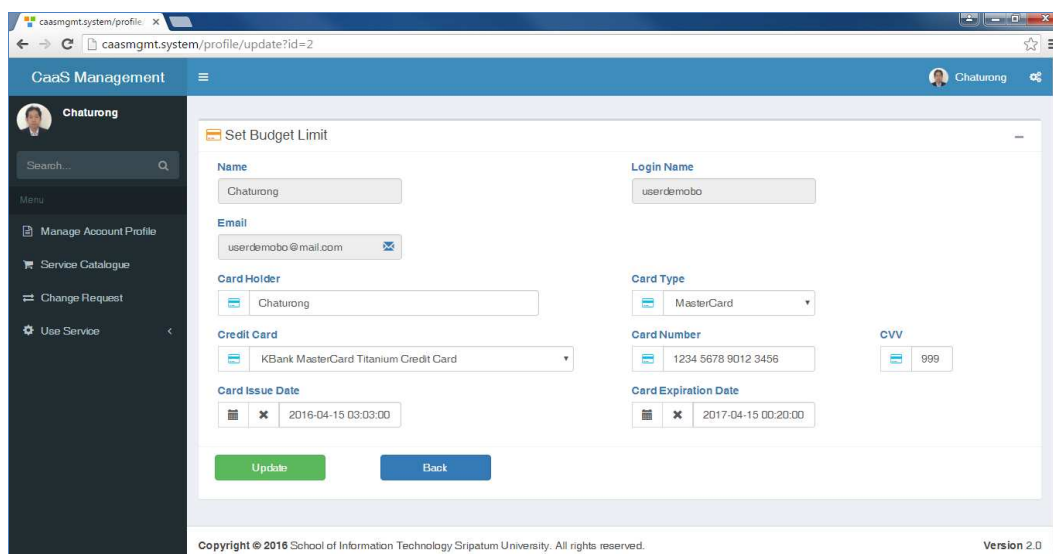 caasmgmt.system/profile/
caasmgmt.system/profile/update?id=2
CaaS Management
Chaturong
Chaturong
Search...
Menu
Manage Account Profile
Service Catalogue
Change Request
Use Service
Set Budget Limit
Name
Login Name
Chaturong
userdemobo
Email
userdemobo@mail.com
Card Holder
Card Type
Chaturong
MasterCard
Credit Card
Card Number
CVV
KBank MasterCard Titanium Credit Card
1234 5678 9012 3456
999
Card Issue Date
Card Expiration Date
2016-04-15 03:03:00
2017-04-15 00:20:00
Update
Back
Copyright © 2016 School of Information Technology Sripatum University. All rights reserved.
Version 2.0